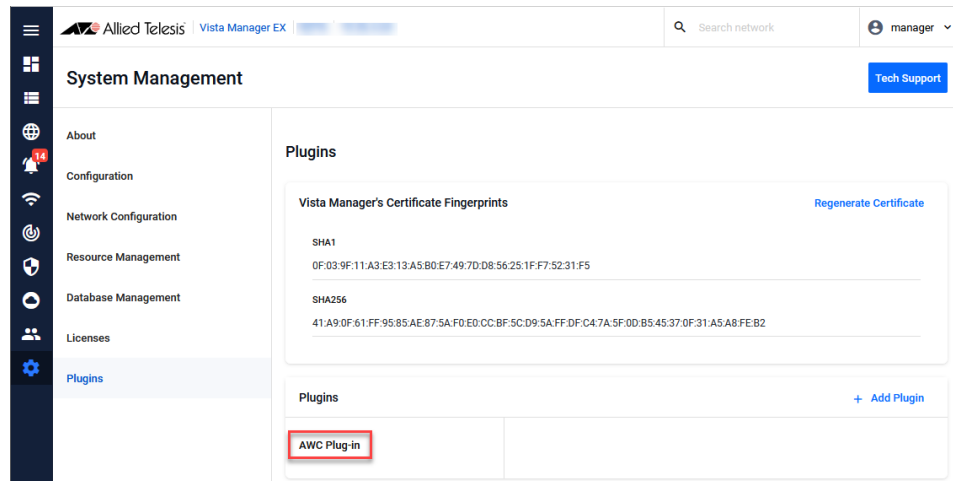 Allied Telesis Vista Manager EX
Search network
manager
System Management
Tech Support
14
About
Configuration
Network Configuration
Resource Management
Database Management
Licenses
Plugins
Plugins
Vista Manager's Certificate Fingerprints
Regenerate Certificate
SHA1
0F:03:9F:11:A3:E3:13:A5:B0:E7:49:7D:D8:56:25:1F:F7:52:31:F5
SHA256
41:A9:0F:61:FF:95:85:AE:87:5A:F0:E0:CC:BF:5C:D9:5A:FF:DF:C4:7A:5F:0D:B5:45:37:0F:31:A5:A8:FE:B2
Plugins
+ Add Plugin
AWC Plug-in